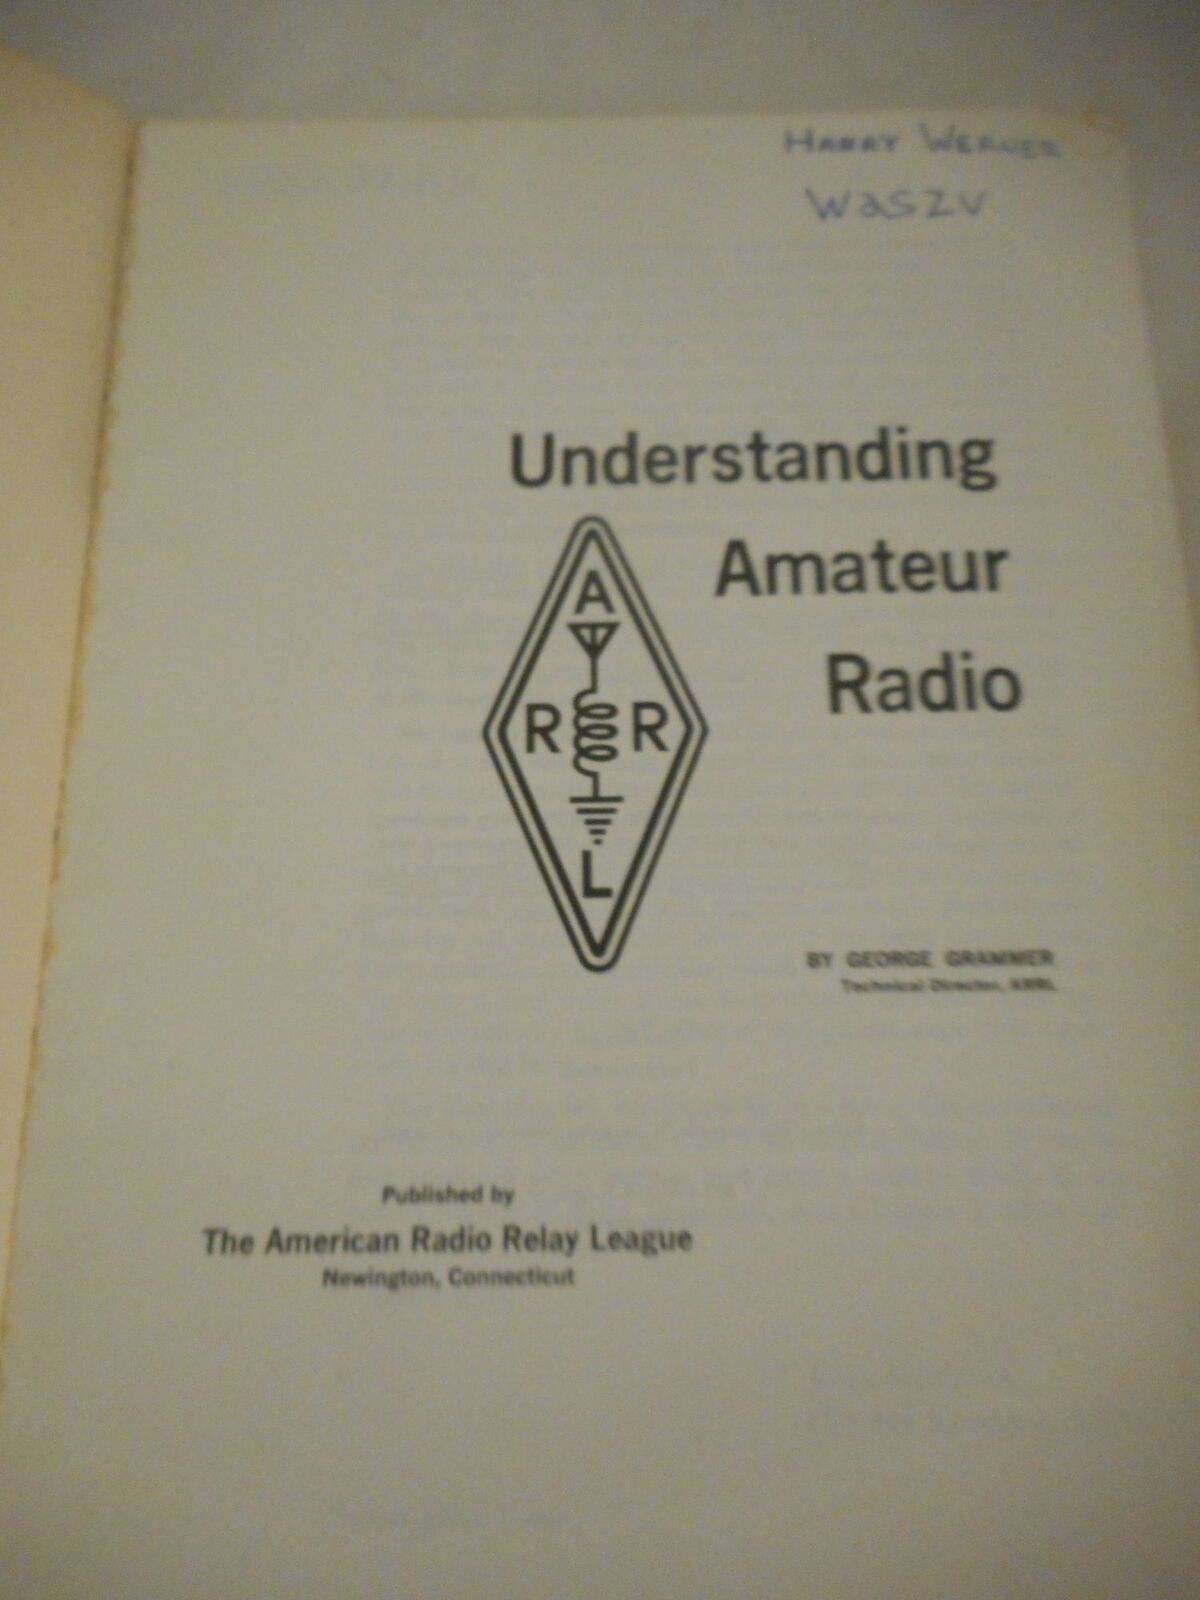 HARRY WERNER
Understanding
Amateur
Radio
A
R R
L
BY GEORGE GRAMMER
Technical Director, ARRL
Published by
The American Radio Relay League
Newington, Connecticut